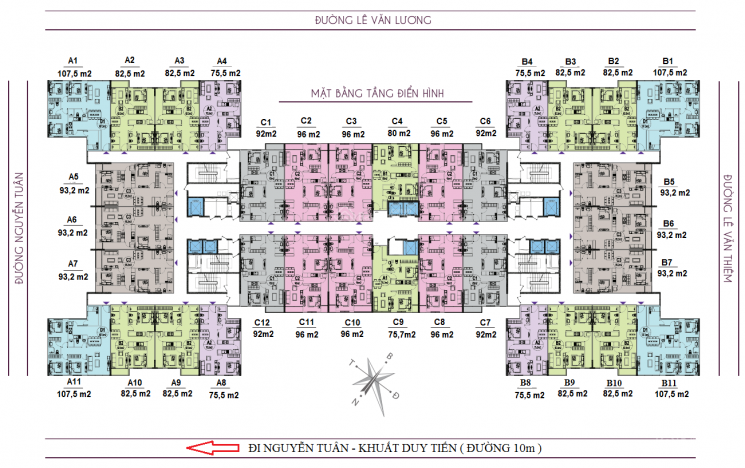 ĐƯỜNG LÊ VĂN LƯƠNG
A1
107,5 m2
A2
82,5 m2
A3
82,5 m2
A4
75,5 m2
B4
75,5 m2
B3
82,5 m2
B2
82,5 m2
B1
107,5 m2
MẶT BẰNG TẦNG ĐIỂN HÌNH
C1
92m2
C2
96 m2
C3
96 m2
C4
80 m2
C5
96 m2
C6
92m2
ĐƯỜNG NGUYỄN TUÂN
A5
93,2 m2
A6
93,2 m2
A7
93,2 m2
B5
93,2 m2
B6
93,2 m2
B7
93,2 m2
ĐƯỜNG LÊ VĂN THIÊM
C12
92m2
C11
96 m2
C10
96 m2
C9
75,7m2
C8
96 m2
C7
92m2
A11
107,5 m2
A10
82,5 m2
A9
82,5 m2
A8
75,5 m2
B8
75,5 m2
B9
82,5 m2
B10
82,5 m2
B11
107,5 m2
T
B
N
Đ
ĐI NGUYỄN TUÂN - KHUẤT DUY TIẾN ( ĐƯỜNG 10m )